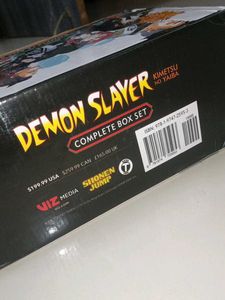 DEMON SLAYER
KIMETSU
NO YAIBA
COMPLETE BOX SET
$199.99 USA $259.99 CAN £165.00 UK
VIZ MEDIA
SHONEN
JUMP
T